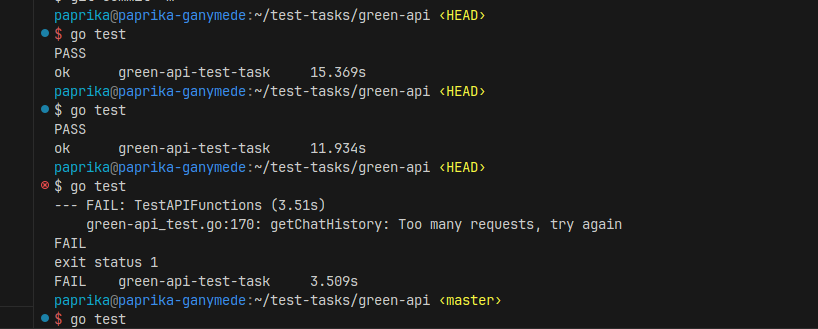 paprika@paprika-ganymede:~/test-tasks/green-api ‹HEAD›
$ go test
PASS
ok      green-api-test-task     15.369s
paprika@paprika-ganymede:~/test-tasks/green-api ‹HEAD›
$ go test
PASS
ok      green-api-test-task     11.934s
paprika@paprika-ganymede:~/test-tasks/green-api ‹HEAD›
$ go test
--- FAIL: TestAPIFunctions (3.51s)
    green-api_test.go:170: getChatHistory: Too many requests, try again
FAIL
exit status 1
FAIL    green-api-test-task     3.509s
paprika@paprika-ganymede:~/test-tasks/green-api ‹master›
$ go test